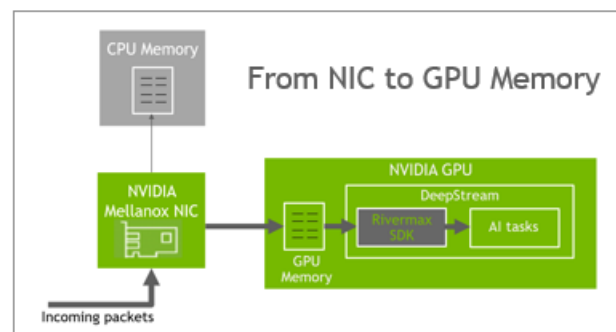 CPU Memory
From NIC to GPU Memory
NVIDIA
Mellanox NIC
Incoming packets
NVIDIA GPU
DeepStream
GPU
Memory
Rivermax
SDK
AI tasks